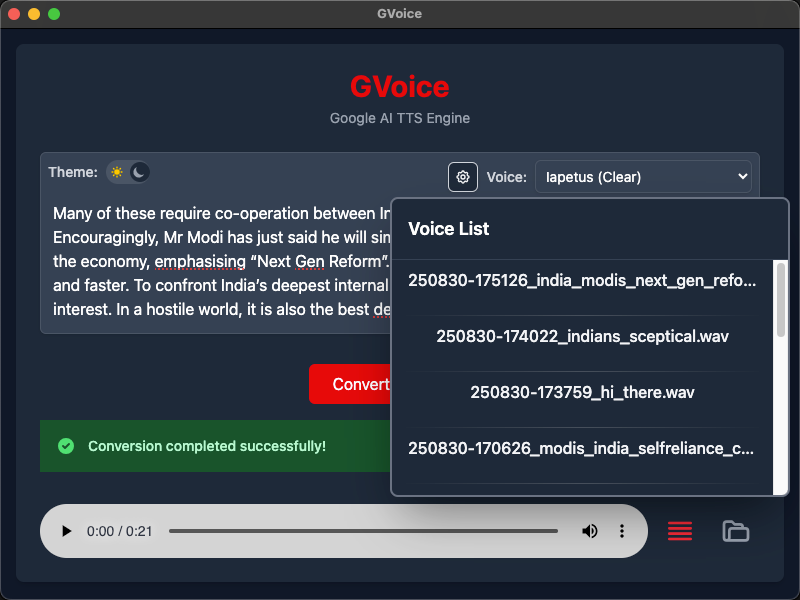 GVoice
GVoice
Google AI TTS Engine
Theme:
Voice:
Iapetus (Clear)
Many of these require co-operation between
Encouragingly, Mr Modi has just said he will
the economy, emphasising “Next Gen Reform”.
and faster. To confront India’s deepest internal
interest. In a hostile world, it is also the best
Convert
Conversion completed successfully!
Voice List
250830-175126_india_modis_next_gen_refo...
250830-174022_indians_sceptical.wav
250830-173759_hi_there.wav
250830-170626_modis_india_selfreliance_c...
0:00 / 0:21